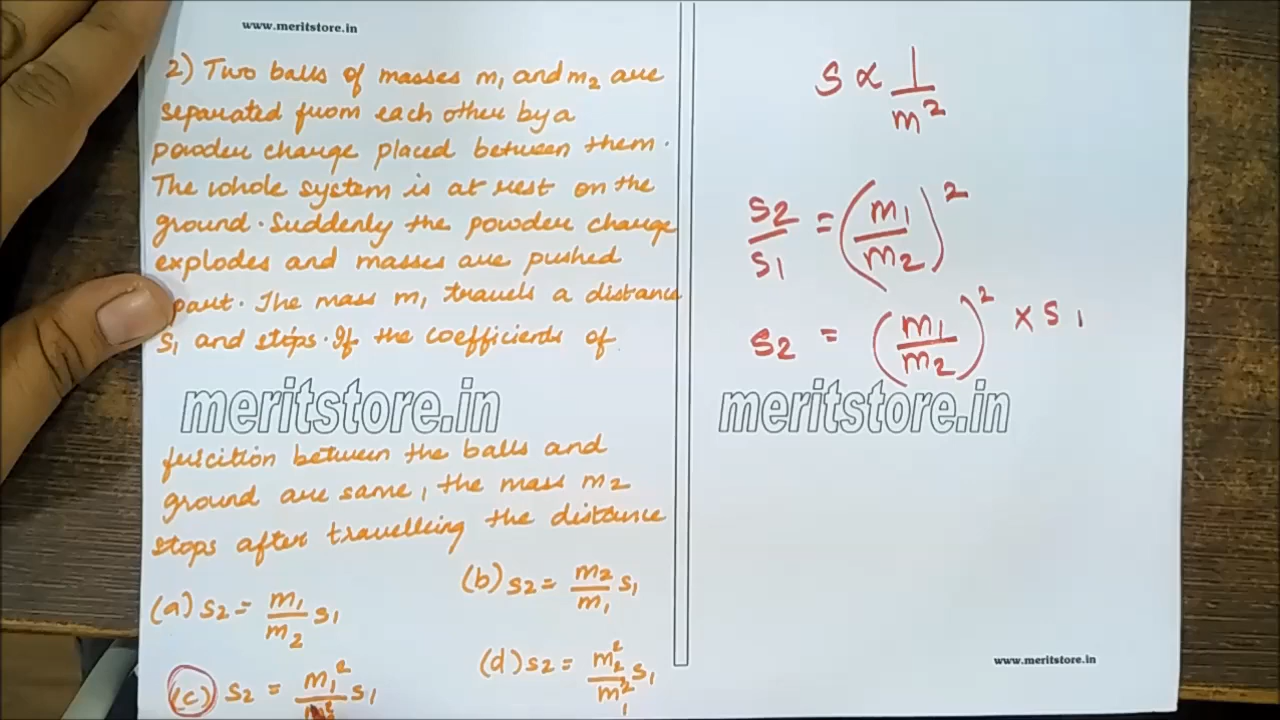 www.meritstore.in
2) Two balls of masses m₁ and m₂ are
separated from each other by a
powder charge placed between them.
The whole system is at rest on the
ground. Suddenly the powder charge
explodes and masses are pushed
part. The mass m₁ travels a distance
s₁ and stops. If the coefficients of
meritstore.in
friction between the balls and
ground are same, the mass m₂
stops after travelling the distance
(a) s₂ = m₁/m₂ s₁
(b) s₂ = m₂/m₁ s₁
(c) s₂ = m₁²/m₂² s₁
(d) s₂ = m₂²/m₁² s₁
S ∝ 1/m²
s₂/s₁ = (m₁/m₂)²
s₂ = (m₁/m₂)² × s₁
meritstore.in
www.meritstore.in